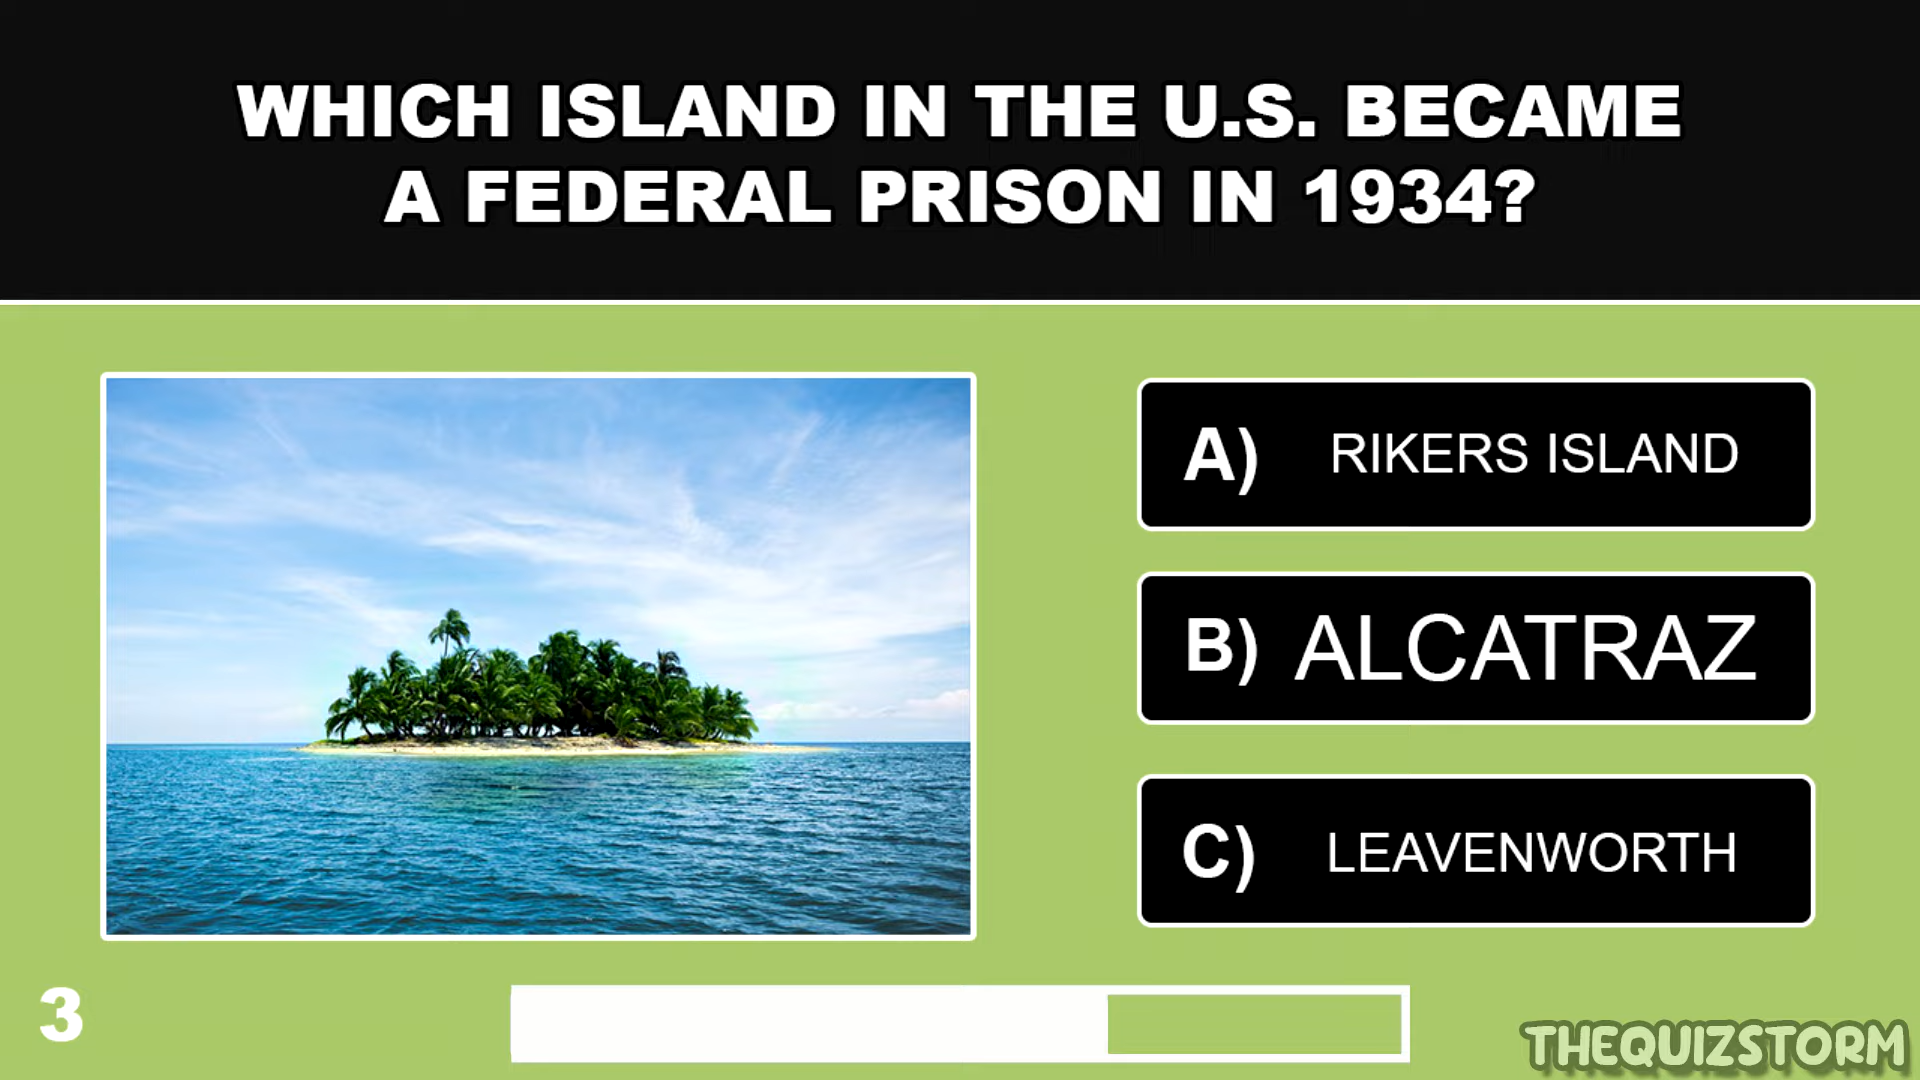 WHICH ISLAND IN THE U.S. BECAME
A FEDERAL PRISON IN 1934?
A) RIKERS ISLAND
B) ALCATRAZ
C) LEAVENWORTH
3
THEQUIZSTORM